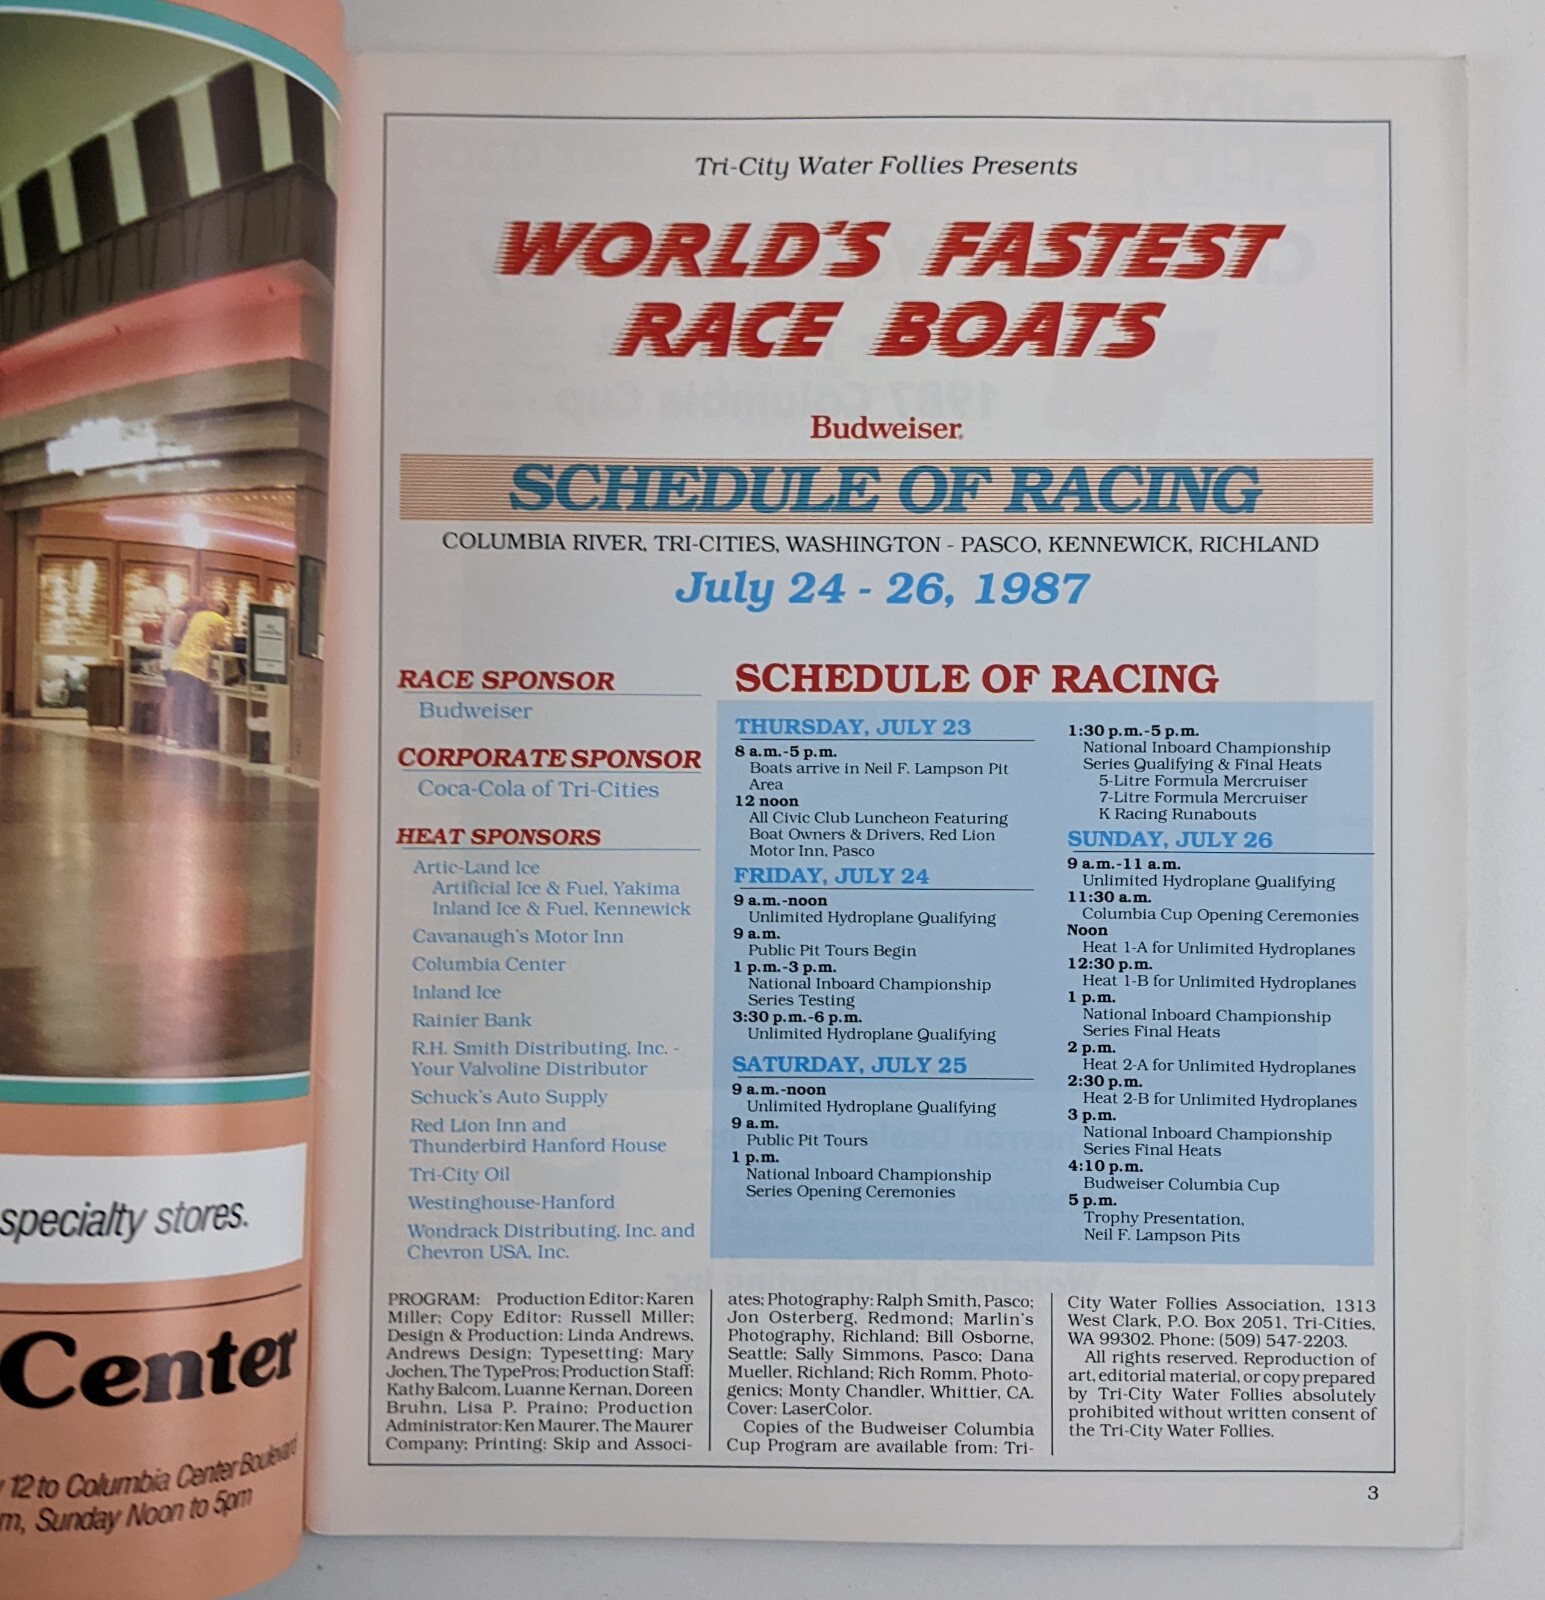 specialty stores.
Center
12 to Columbia Center Boulevard
m, Sunday Noon to 5pm
Tri-City Water Follies Presents
WORLD'S FASTEST
RACE BOATS
Budweiser.
SCHEDULE OF RACING
COLUMBIA RIVER, TRI-CITIES, WASHINGTON - PASCO, KENNEWICK, RICHLAND
July 24 - 26, 1987
RACE SPONSOR
Budweiser
CORPORATE SPONSOR
Coca-Cola of Tri-Cities
HEAT SPONSORS
Artic-Land Ice
Artificial Ice & Fuel, Yakima
Inland Ice & Fuel, Kennewick
Cavanaugh's Motor Inn
Columbia Center
Inland Ice
Rainier Bank
R.H. Smith Distributing, Inc. -
Your Valvoline Distributor
Schuck's Auto Supply
Red Lion Inn and
Thunderbird Hanford House
Tri-City Oil
Westinghouse-Hanford
Wondrack Distributing, Inc. and
Chevron USA, Inc.
SCHEDULE OF RACING
THURSDAY, JULY 23
8 a.m.-5 p.m.
Boats arrive in Neil F. Lampson Pit
Area
12 noon
All Civic Club Luncheon Featuring
Boat Owners & Drivers, Red Lion
Motor Inn, Pasco
FRIDAY, JULY 24
9 a.m.-noon
Unlimited Hydroplane Qualifying
9 a.m.
Public Pit Tours Begin
1 p.m.-3 p.m.
National Inboard Championship
Series Testing
3:30 p.m.-6 p.m.
Unlimited Hydroplane Qualifying
SATURDAY, JULY 25
9 a.m.-noon
Unlimited Hydroplane Qualifying
9 a.m.
Public Pit Tours
1 p.m.
National Inboard Championship
Series Opening Ceremonies
1:30 p.m.-5 p.m.
National Inboard Championship
Series Qualifying & Final Heats
5-Litre Formula Mercruiser
7-Litre Formula Mercruiser
K Racing Runabouts
SUNDAY, JULY 26
9 a.m.-11 a.m.
Unlimited Hydroplane Qualifying
11:30 a.m.
Columbia Cup Opening Ceremonies
Noon
Heat 1-A for Unlimited Hydroplanes
12:30 p.m.
Heat 1-B for Unlimited Hydroplanes
1 p.m.
National Inboard Championship
Series Final Heats
2 p.m.
Heat 2-A for Unlimited Hydroplanes
2:30 p.m.
Heat 2-B for Unlimited Hydroplanes
3 p.m.
National Inboard Championship
Series Final Heats
4:10 p.m.
Budweiser Columbia Cup
5 p.m.
Trophy Presentation,
Neil F. Lampson Pits
PROGRAM: Production Editor: Karen
Miller; Copy Editor: Russell Miller;
Design & Production: Linda Andrews,
Andrews Design; Typesetting: Mary
Jochen, The TypePros; Production Staff:
Kathy Balcom, Luanne Kernan, Doreen
Bruhn, Lisa P. Praino; Production
Administrator: Ken Maurer, The Maurer
Company; Printing: Skip and Associ-
ates; Photography: Ralph Smith, Pasco;
Jon Osterberg, Redmond; Marlin's
Photography, Richland; Bill Osborne,
Seattle; Sally Simmons, Pasco; Dana
Mueller, Richland; Rich Romm, Photo-
genics; Monty Chandler, Whittier, CA.
Cover: LaserColor.
Copies of the Budweiser Columbia
Cup Program are available from: Tri-
City Water Follies Association, 1313
West Clark, P.O. Box 2051, Tri-Cities,
WA 99302. Phone: (509) 547-2203.
All rights reserved. Reproduction of
art, editorial material, or copy prepared
by Tri-City Water Follies absolutely
prohibited without written consent of
the Tri-City Water Follies.
3